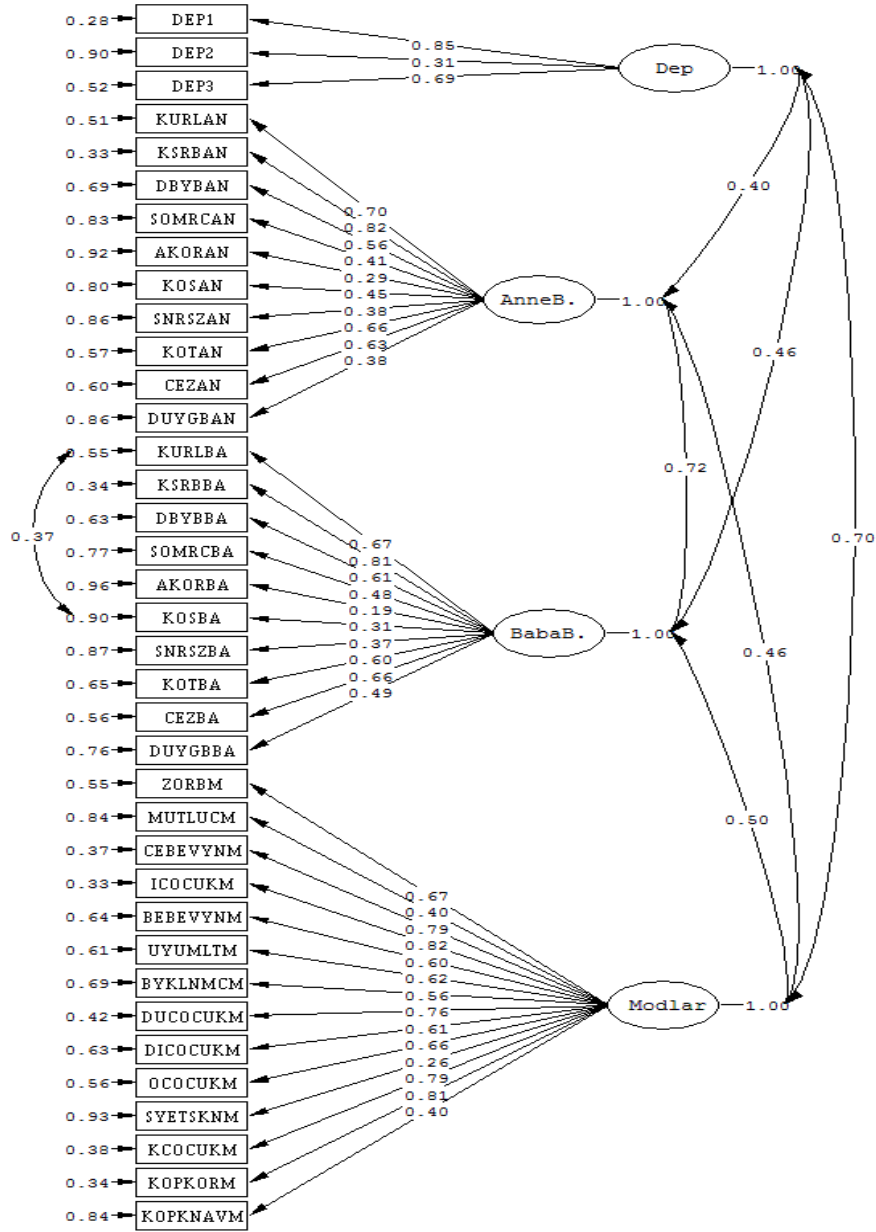 0.28 DEP1
0.90 DEP2
0.52 DEP3
0.51 KURLAN
0.33 KSRBAN
0.69 DBYBAN
0.83 SOMRCAN
0.92 AKORAN
0.80 KOSAN
0.86 SNRSZAN
0.57 KOTAN
0.60 CEZAN
0.86 DUYGBAN
0.55 KURLBA
0.34 KSRBBA
0.63 DBYBBA
0.77 SOMRCBA
0.96 AKORBA
0.90 KOSBA
0.87 SNRSZBA
0.65 KOTBA
0.56 CEZBA
0.76 DUYGBBA
0.55 ZORBM
0.84 MUTLUCM
0.37 CEBEVYNM
0.33 ICOCUKM
0.64 BEBEVYNM
0.61 UYUMLTM
0.69 BYKLNMCM
0.42 DUCOCUKM
0.63 DICOCUKM
0.56 OCOCUKM
0.93 SYETSKNM
0.38 KCOCUKM
0.34 KOPKORM
0.84 KOPKNAVM
0.37
0.85
0.31
0.69
Dep 1.00
0.70
0.82
0.56
0.41
0.29
0.45
0.38
0.66
0.63
0.38
AnneB. 1.00
0.67
0.81
0.61
0.48
0.19
0.31
0.37
0.60
0.66
0.49
BabaB. 1.00
0.67
0.40
0.79
0.82
0.60
0.62
0.56
0.76
0.61
0.66
0.26
0.79
0.81
0.40
Modlar 1.00
0.40
0.46
0.72
0.70
0.46
0.50